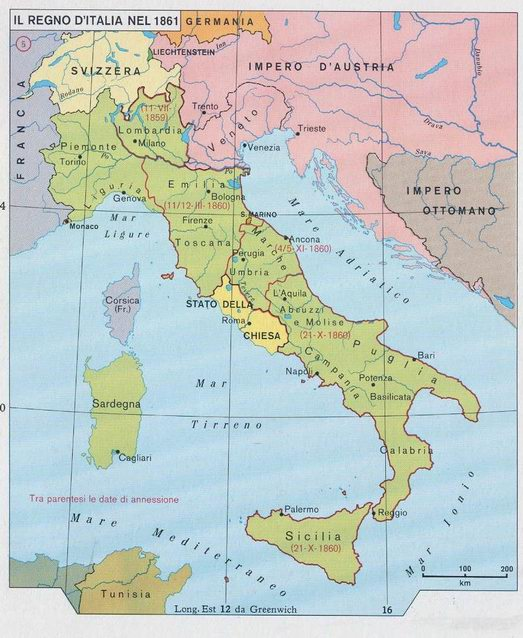 IL REGNO D'ITALIA NEL 1861
GERMANIA
5
LIECHTENSTEIN
Inn
SVIZZERA
IMPERO D'AUSTRIA
Danubio
FRANCIA
Rodano
Trento
(11-VII-
1859)
Lombardia
Veneto
Drava
Piemonte
Milano
Trieste
Sava
Torino
Po
Venezia
Po
IMPERO
OTTOMANO
Liguria
Emilia
Genova
Bologna
(11/12-III-1860)
4
Monaco
Mar
Ligure
Firenze
S. MARINO
Mare Adriatico
Toscana
Marche
Ancona
(4/5-XI-1860)
Perugia
Umbria
Tevere
Corsica
(Fr.)
STATO DELLA
CHIESA
Roma
L'Aquila
Abruzzi
e Molise
(21-X-1860)
Puglia
Bari
Campania
Napoli
Potenza
Basilicata
Mar
Tirreno
0
Sardegna
Cagliari
Calabria
Tra parentesi le date di annessione
Palermo
Reggio
Mar Ionio
Sicilia
(21-X-1860)
Mare Mediterraneo
Tunisia
0 100 200
km
Long. Est 12 da Greenwich
16